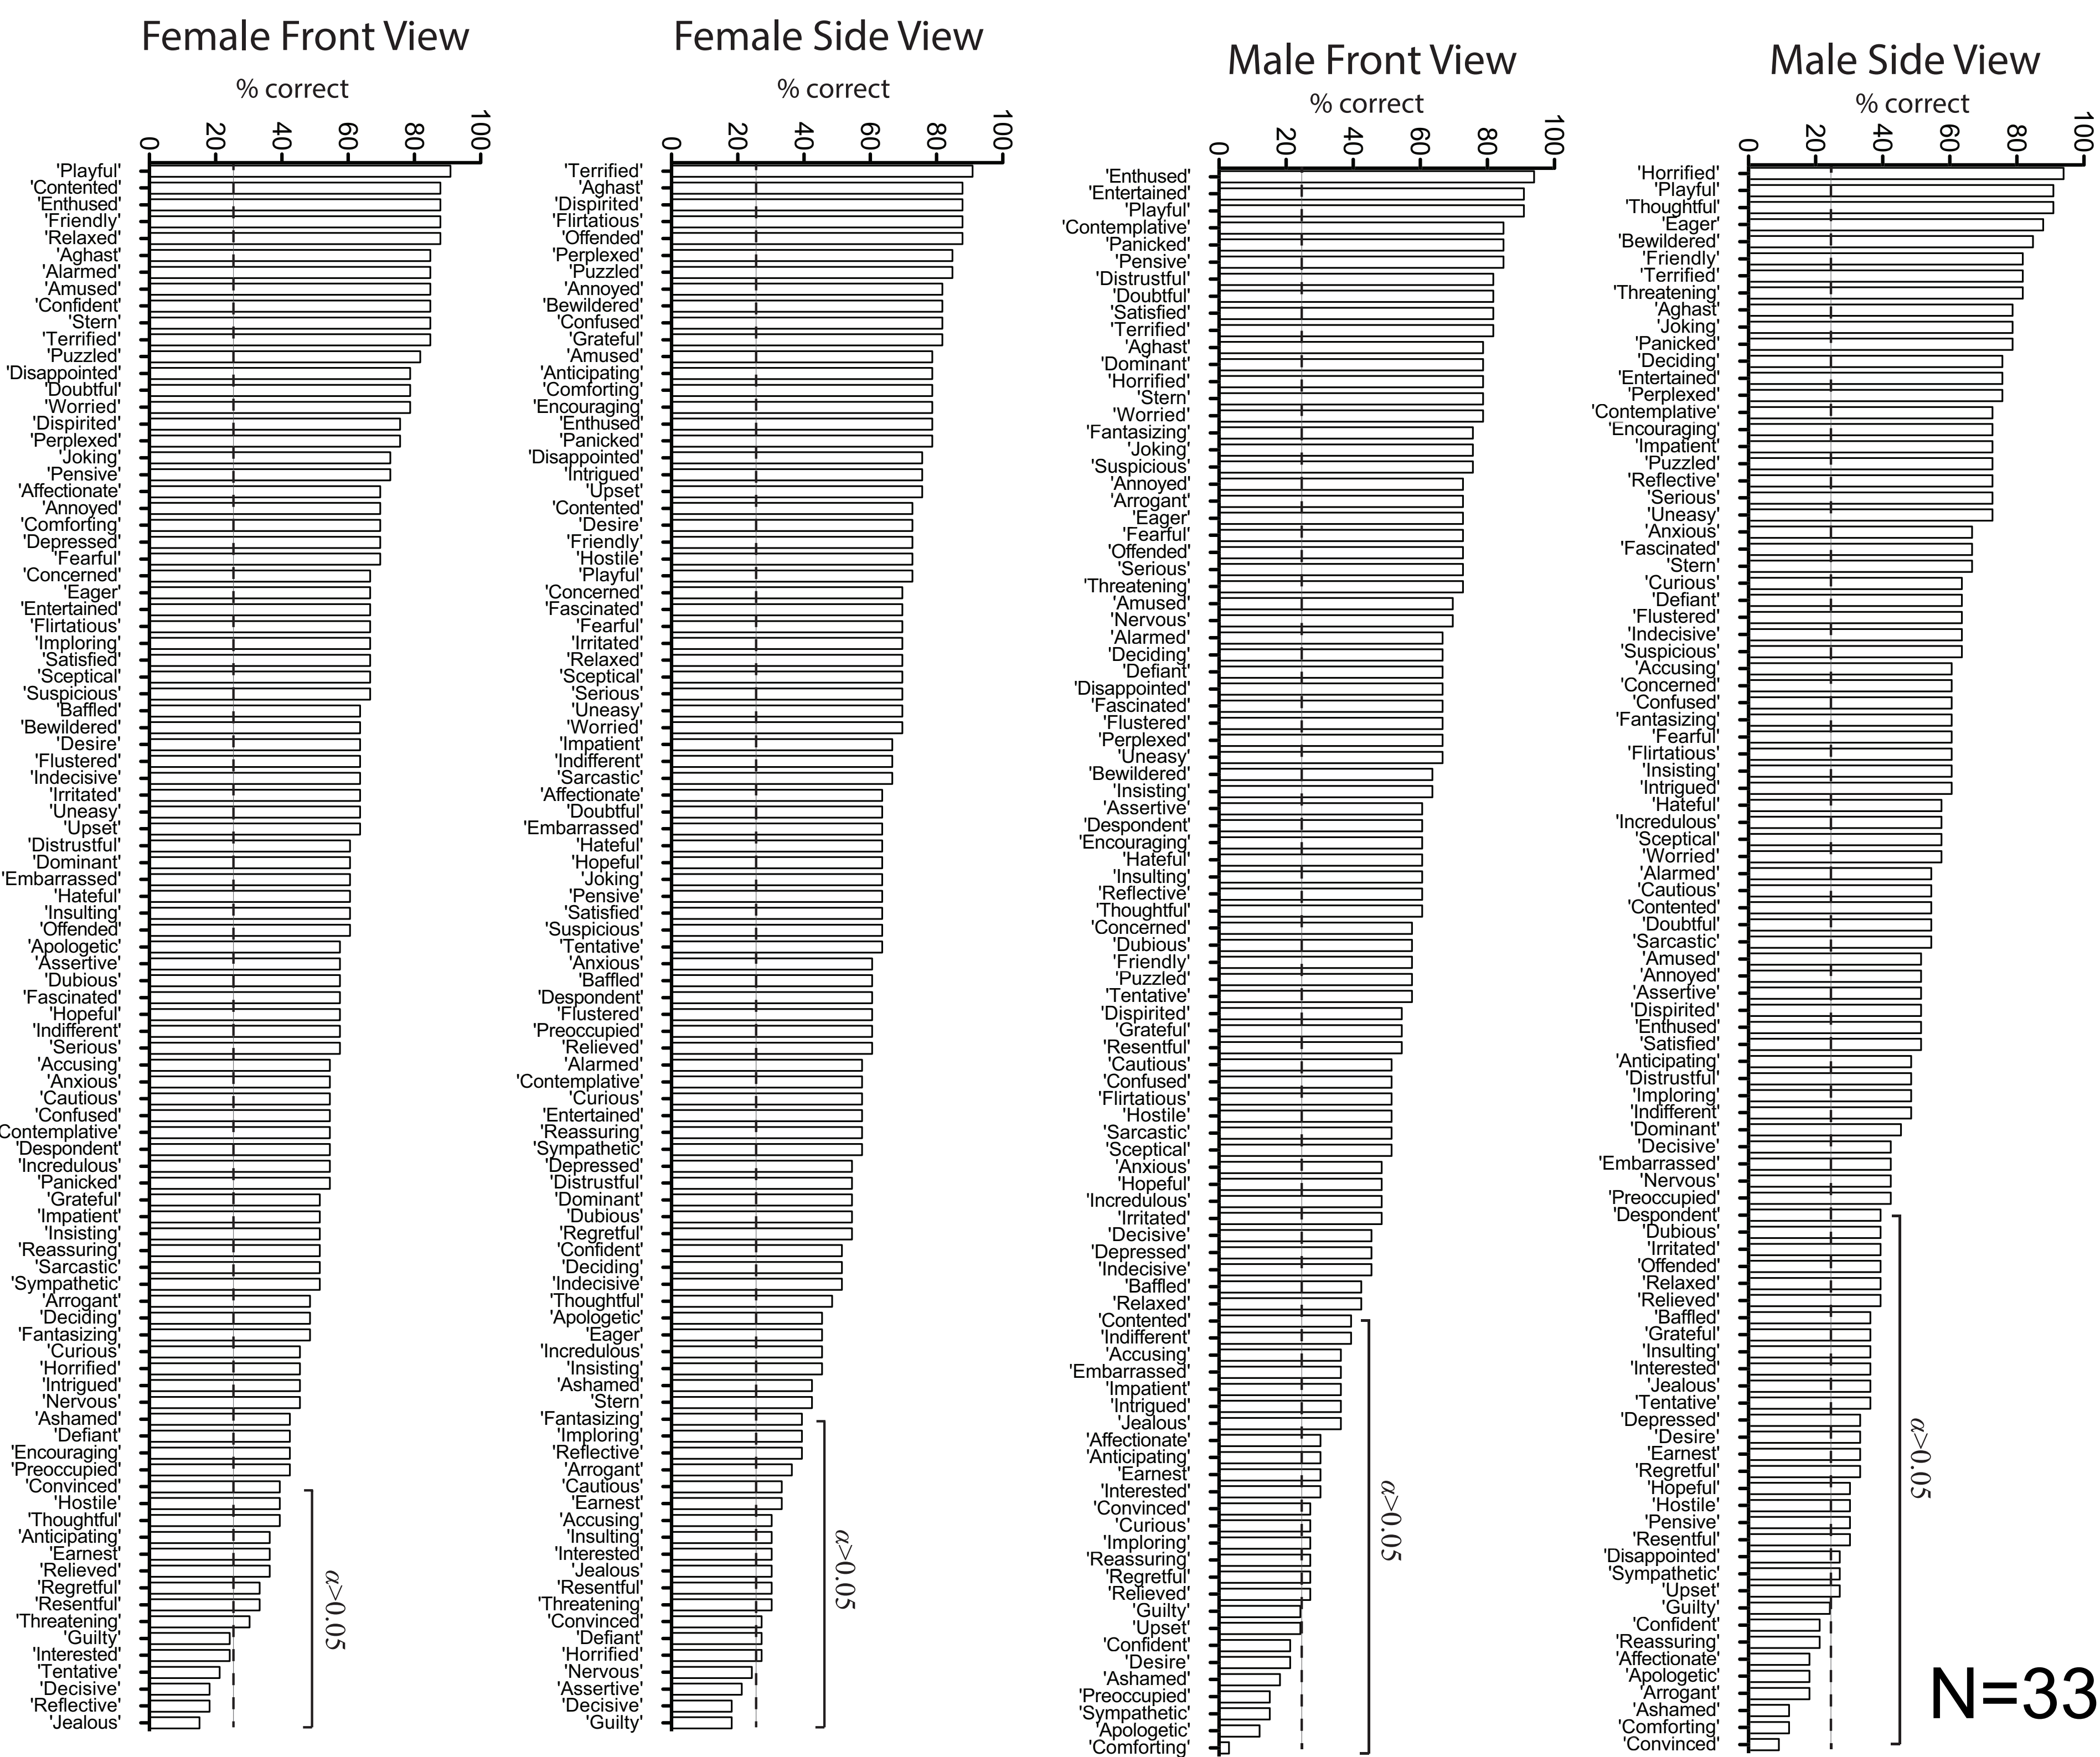 Female Front View
% correct
0 20 40 60 80 100
'Playful'
'Contented'
'Enthused'
'Friendly'
'Relaxed'
'Aghast'
'Alarmed'
'Amused'
'Confident'
'Stern'
'Terrified'
'Puzzled'
'Disappointed'
'Doubtful'
'Worried'
'Dispirited'
'Perplexed'
'Joking'
'Pensive'
'Affectionate'
'Annoyed'
'Comforting'
'Depressed'
'Fearful'
'Concerned'
'Eager'
'Entertained'
'Flirtatious'
'Imploring'
'Satisfied'
'Sceptical'
'Suspicious'
'Baffled'
'Bewildered'
'Desire'
'Flustered'
'Indecisive'
'Irritated'
'Uneasy'
'Upset'
'Distrustful'
'Dominant'
'Embarrassed'
'Hateful'
'Insulting'
'Offended'
'Apologetic'
'Assertive'
'Dubious'
'Fascinated'
'Hopeful'
'Indifferent'
'Serious'
'Accusing'
'Anxious'
'Cautious'
'Confused'
Contemplative'
'Despondent'
'Incredulous'
'Panicked'
'Grateful'
'Impatient'
'Insisting'
'Reassuring'
'Sarcastic'
'Sympathetic'
'Arrogant'
'Deciding'
'Fantasizing'
'Curious'
'Horrified'
'Intrigued'
'Nervous'
'Ashamed'
'Defiant'
'Encouraging'
'Preoccupied'
'Convinced'
'Hostile'
'Thoughtful'
'Anticipating'
'Earnest'
'Relieved'
'Regretful'
'Resentful'
'Threatening'
'Guilty'
'Interested'
'Tentative'
'Decisive'
'Reflective'
'Jealous'
α>0.05
Female Side View
% correct
0 20 40 60 80 100
'Terrified'
'Aghast'
'Dispirited'
'Flirtatious'
'Offended'
'Perplexed'
'Puzzled'
'Annoyed'
'Bewildered'
'Confused'
'Grateful'
'Amused'
'Anticipating'
'Comforting'
'Encouraging'
'Enthused'
'Panicked'
'Disappointed'
'Intrigued'
'Upset'
'Contented'
'Desire'
'Friendly'
'Hostile'
'Playful'
'Concerned'
'Fascinated'
'Fearful'
'Irritated'
'Relaxed'
'Sceptical'
'Serious'
'Uneasy'
'Worried'
'Impatient'
'Indifferent'
'Sarcastic'
'Affectionate'
'Doubtful'
'Embarrassed'
'Hateful'
'Hopeful'
'Joking'
'Pensive'
'Satisfied'
'Suspicious'
'Tentative'
'Anxious'
'Baffled'
'Despondent'
'Flustered'
'Preoccupied'
'Relieved'
'Alarmed'
'Contemplative'
'Curious'
'Entertained'
'Reassuring'
'Sympathetic'
'Depressed'
'Distrustful'
'Dominant'
'Dubious'
'Regretful'
'Confident'
'Deciding'
'Indecisive'
'Thoughtful'
'Apologetic'
'Eager'
'Incredulous'
'Insisting'
'Ashamed'
'Stern'
'Fantasizing'
'Imploring'
'Reflective'
'Arrogant'
'Cautious'
'Earnest'
'Accusing'
'Insulting'
'Interested'
'Jealous'
'Resentful'
'Threatening'
'Convinced'
'Defiant'
'Horrified'
'Nervous'
'Assertive'
'Decisive'
'Guilty'
α>0.05
Male Front View
% correct
0 20 40 60 80 100
'Enthused'
'Entertained'
'Playful'
'Contemplative'
'Panicked'
'Pensive'
'Distrustful'
'Doubtful'
'Satisfied'
'Terrified'
'Aghast'
'Dominant'
'Horrified'
'Stern'
'Worried'
'Fantasizing'
'Joking'
'Suspicious'
'Annoyed'
'Arrogant'
'Eager'
'Fearful'
'Offended'
'Serious'
'Threatening'
'Amused'
'Nervous'
'Alarmed'
'Deciding'
'Defiant'
'Disappointed'
'Fascinated'
'Flustered'
'Perplexed'
'Uneasy'
'Bewildered'
'Insisting'
'Assertive'
'Despondent'
'Encouraging'
'Hateful'
'Insulting'
'Reflective'
'Thoughtful'
'Concerned'
'Dubious'
'Friendly'
'Puzzled'
'Tentative'
'Dispirited'
'Grateful'
'Resentful'
'Cautious'
'Confused'
'Flirtatious'
'Hostile'
'Sarcastic'
'Sceptical'
'Anxious'
'Hopeful'
'Incredulous'
'Irritated'
'Decisive'
'Depressed'
'Indecisive'
'Baffled'
'Relaxed'
'Contented'
'Indifferent'
'Accusing'
'Embarrassed'
'Impatient'
'Intrigued'
'Jealous'
'Affectionate'
'Anticipating'
'Earnest'
'Interested'
'Convinced'
'Curious'
'Imploring'
'Reassuring'
'Regretful'
'Relieved'
'Guilty'
'Upset'
'Confident'
'Desire'
'Ashamed'
'Preoccupied'
'Sympathetic'
'Apologetic'
'Comforting'
α>0.05
Male Side View
% correct
0 20 40 60 80 100
'Horrified'
'Playful'
'Thoughtful'
'Eager'
'Bewildered'
'Friendly'
'Terrified'
'Threatening'
'Aghast'
'Joking'
'Panicked'
'Deciding'
'Entertained'
'Perplexed'
'Contemplative'
'Encouraging'
'Impatient'
'Puzzled'
'Reflective'
'Serious'
'Uneasy'
'Anxious'
'Fascinated'
'Stern'
'Curious'
'Defiant'
'Flustered'
'Indecisive'
'Suspicious'
'Accusing'
'Concerned'
'Confused'
'Fantasizing'
'Fearful'
'Flirtatious'
'Insisting'
'Intrigued'
'Hateful'
'Incredulous'
'Sceptical'
'Worried'
'Alarmed'
'Cautious'
'Contented'
'Doubtful'
'Sarcastic'
'Amused'
'Annoyed'
'Assertive'
'Dispirited'
'Enthused'
'Satisfied'
'Anticipating'
'Distrustful'
'Imploring'
'Indifferent'
'Dominant'
'Decisive'
'Embarrassed'
'Nervous'
'Preoccupied'
'Despondent'
'Dubious'
'Irritated'
'Offended'
'Relaxed'
'Relieved'
'Baffled'
'Grateful'
'Insulting'
'Interested'
'Jealous'
'Tentative'
'Depressed'
'Desire'
'Earnest'
'Regretful'
'Hopeful'
'Hostile'
'Pensive'
'Resentful'
'Disappointed'
'Sympathetic'
'Upset'
'Guilty'
'Confident'
'Reassuring'
'Affectionate'
'Apologetic'
'Arrogant'
'Ashamed'
'Comforting'
'Convinced'
α>0.05
N=33